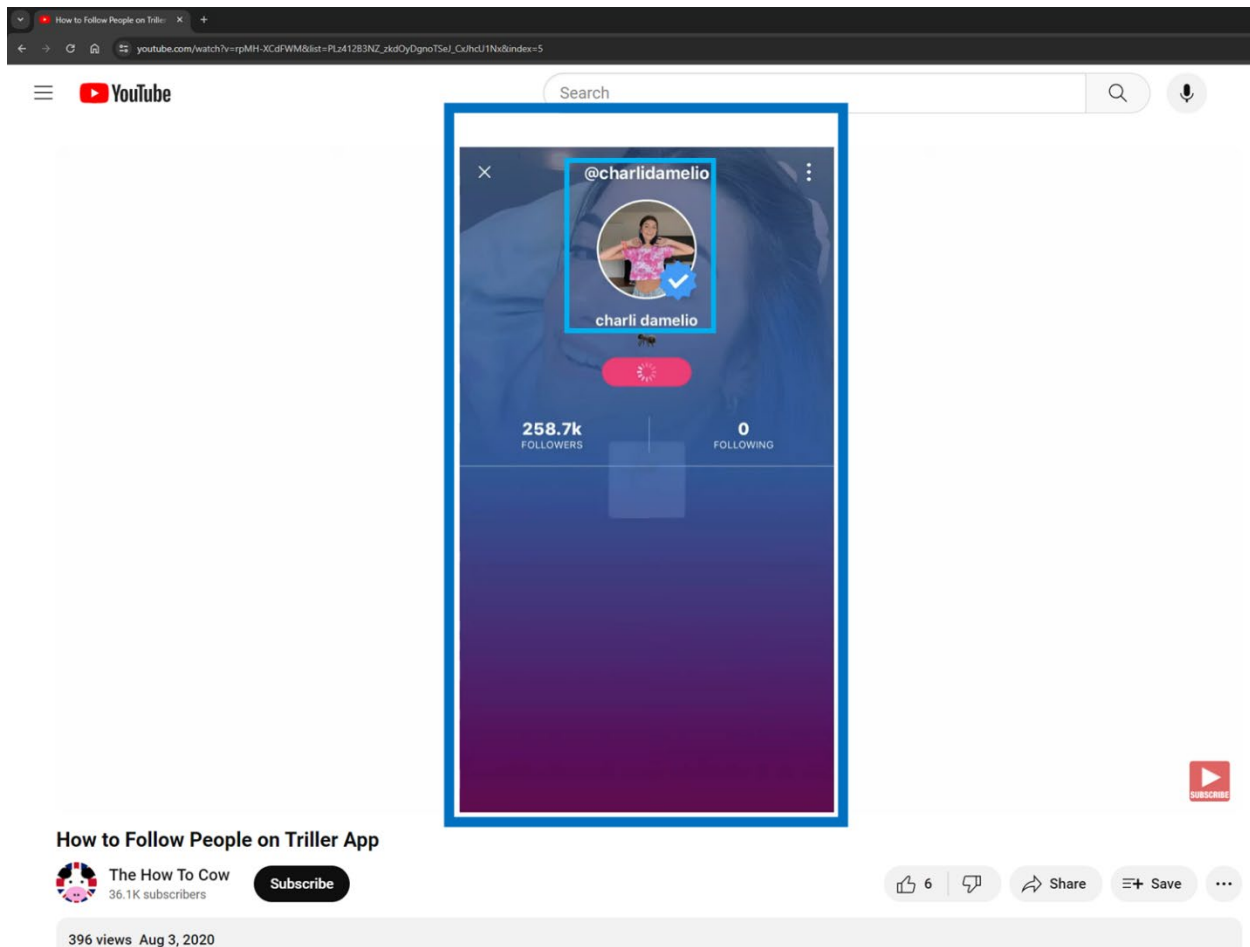 How to Follow People on Triller
youtube.com/watch?v=rpMH-XCdFWM&list=PLz41283NZ_zkdOyDgnoTSeJ_CxJhcU1Nx&index=5
YouTube
Search
@charlidamelio
charli damelio
258.7k
FOLLOWERS
0
FOLLOWING
SUBSCRIBE
How to Follow People on Triller App
The How To Cow
36.1K subscribers
Subscribe
6
Share
Save
396 views Aug 3, 2020